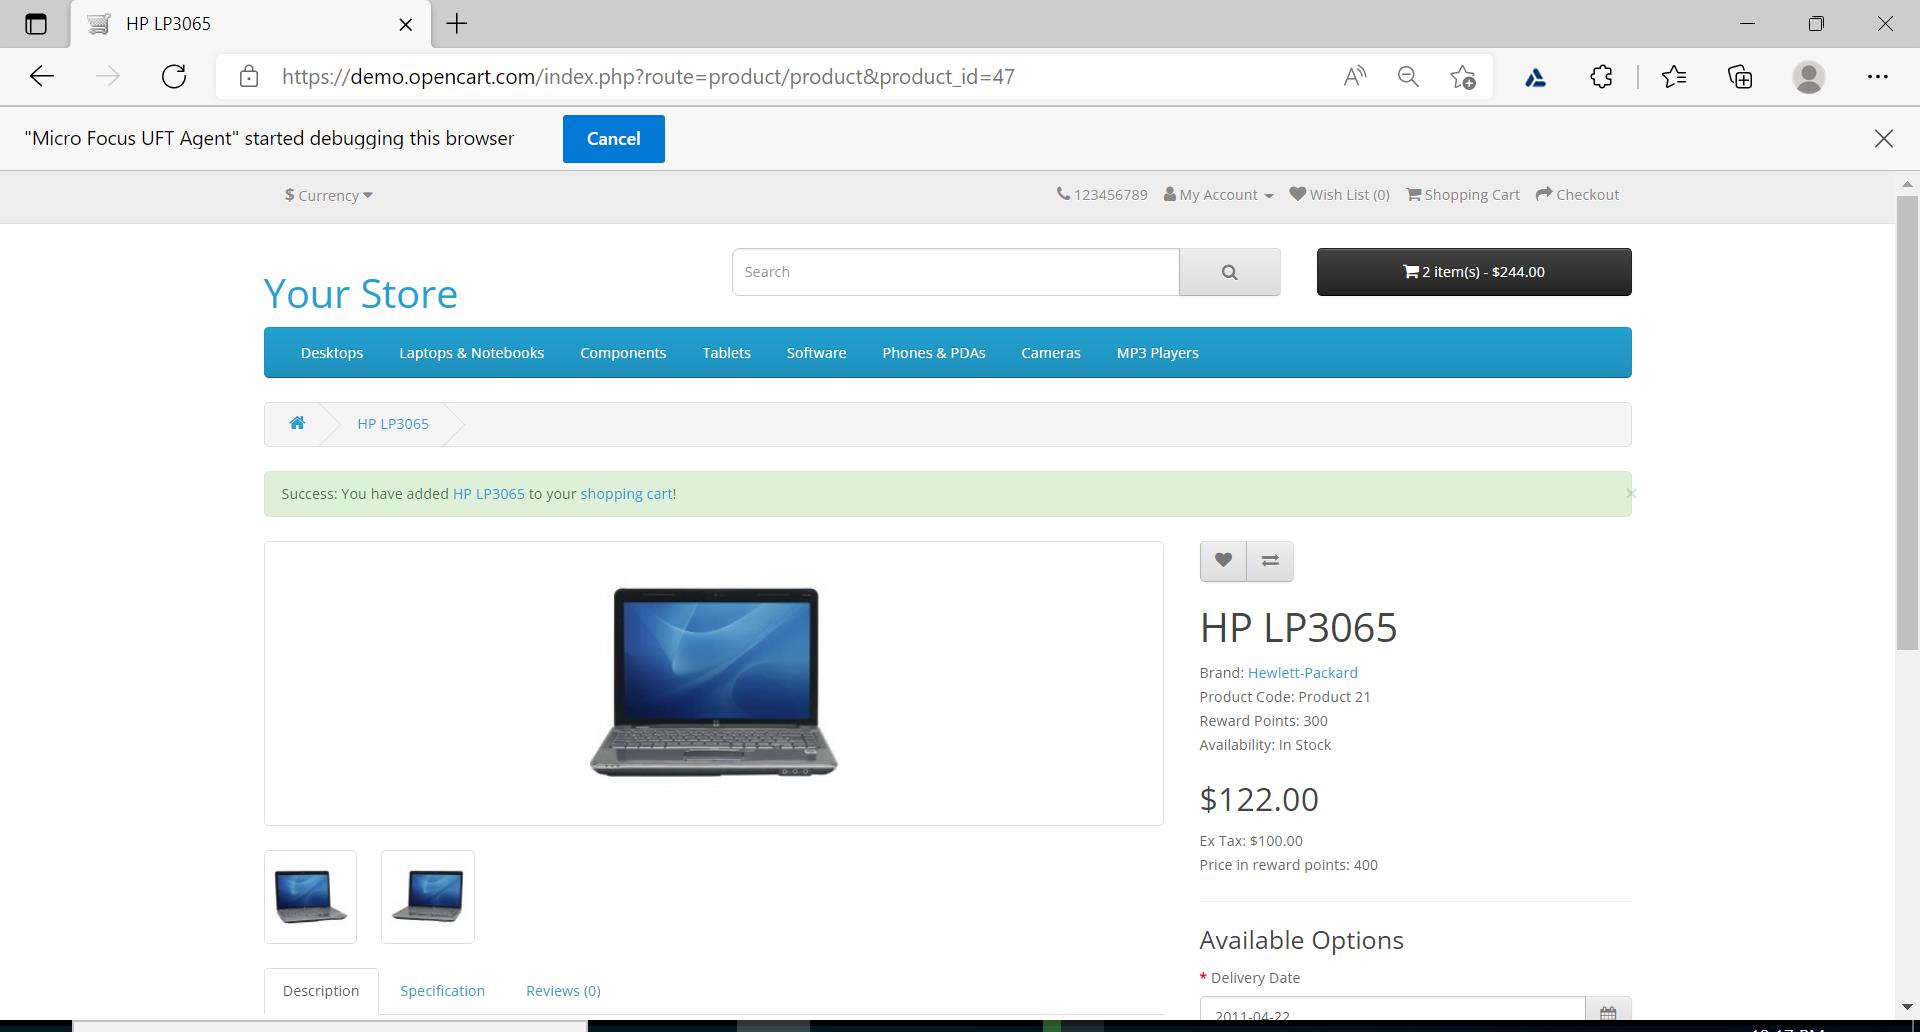 HP LP3065
https://demo.opencart.com/index.php?route=product/product&product_id=47
"Micro Focus UFT Agent" started debugging this browser
Cancel
$ Currency
123456789 My Account Wish List (0) Shopping Cart Checkout
Your Store
Search
2 item(s) - $244.00
Desktops Laptops & Notebooks Components Tablets Software Phones & PDAs Cameras MP3 Players
HP LP3065
Success: You have added HP LP3065 to your shopping cart!
×
HP LP3065
Brand: Hewlett-Packard
Product Code: Product 21
Reward Points: 300
Availability: In Stock
$122.00
Ex Tax: $100.00
Price in reward points: 400
Available Options
* Delivery Date
2011-04-22
Description Specification Reviews (0)